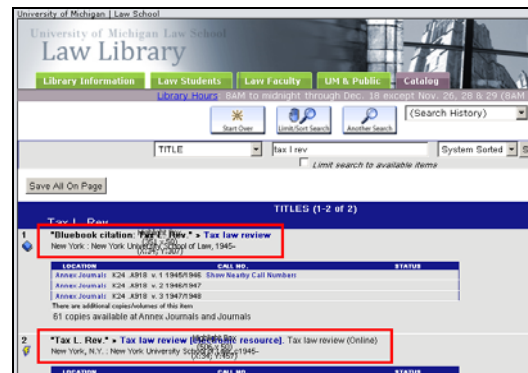 University of Michigan | Law School
University of Michigan Law School
Law Library
Library Information Law Students Law Faculty UM & Public Catalog
Library Hours: 8AM to midnight through Dec. 18 except Nov. 26, 28 & 29 (8AM
Start Over Limit/Sort Search Another Search (Search History)
TITLE tax l rev System Sorted
Limit search to available items
Save All On Page
TITLES (1-2 of 2)
Tax L. Rev.
1 "Bluebook citation: Tax L. Rev." > Tax law review
New York : New York University School of Law, 1945-
LOCATION CALL NO. STATUS
Annex Journals K24 .A918 v. 1 1945/1946 Show Nearby Call Numbers
Annex Journals K24 .A918 v. 2 1946/1947
Annex Journals K24 .A918 v. 3 1947/1948
There are additional copies/volumes of this item
61 copies available at Annex Journals and Journals
2 "Tax L. Rev." > Tax law review [electronic resource]. Tax law review (Online)
New York, N.Y. : New York University School of Law, c1945-
LOCATION CALL NO. STATUS